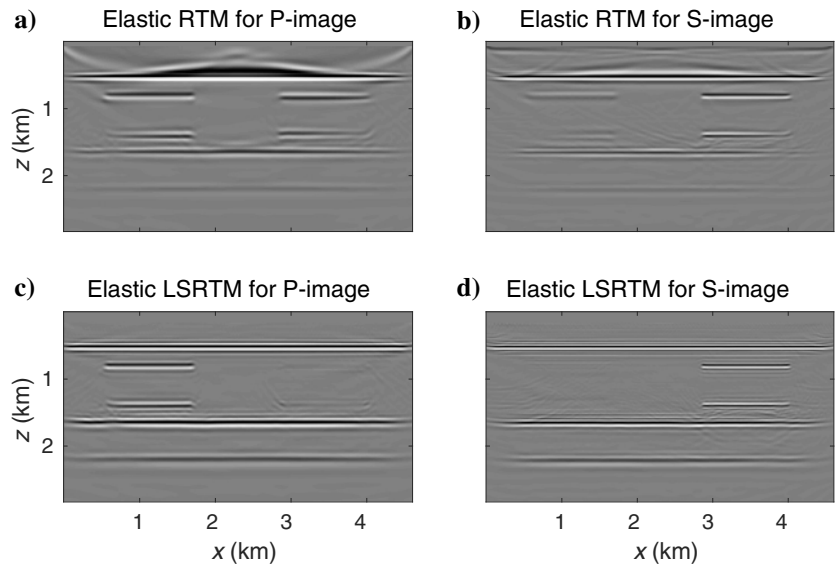 a) Elastic RTM for P-image
b) Elastic RTM for S-image
z (km)
1
2
c) Elastic LSRTM for P-image
d) Elastic LSRTM for S-image
z (km)
1
2
1 2 3 4
x (km)
1 2 3 4
x (km)